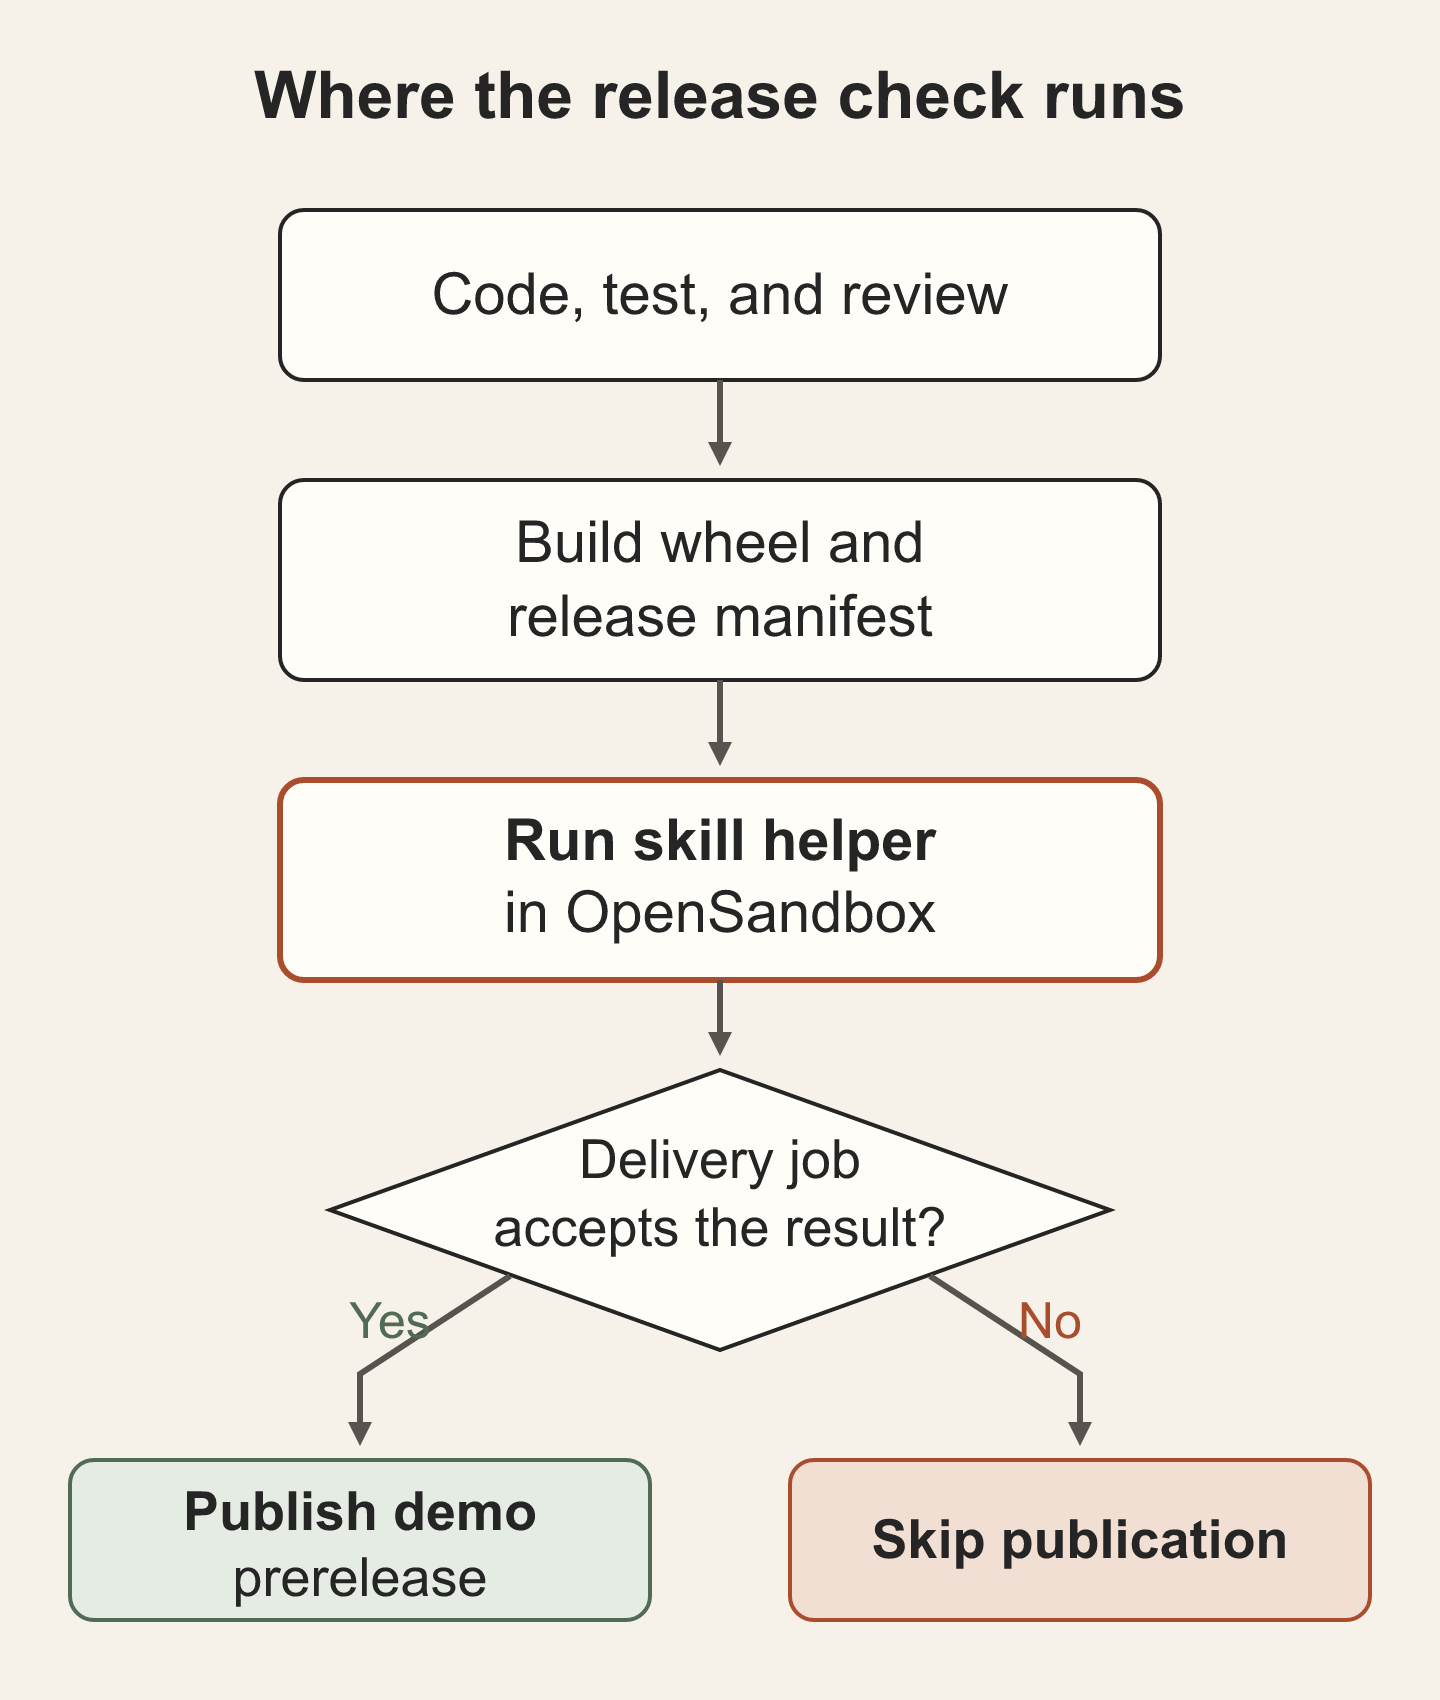 Where the release check runs
Code, test, and review
Build wheel and
release manifest
Run skill helper
in OpenSandbox
Delivery job
accepts the result?
Yes
No
Publish demo
prerelease
Skip publication